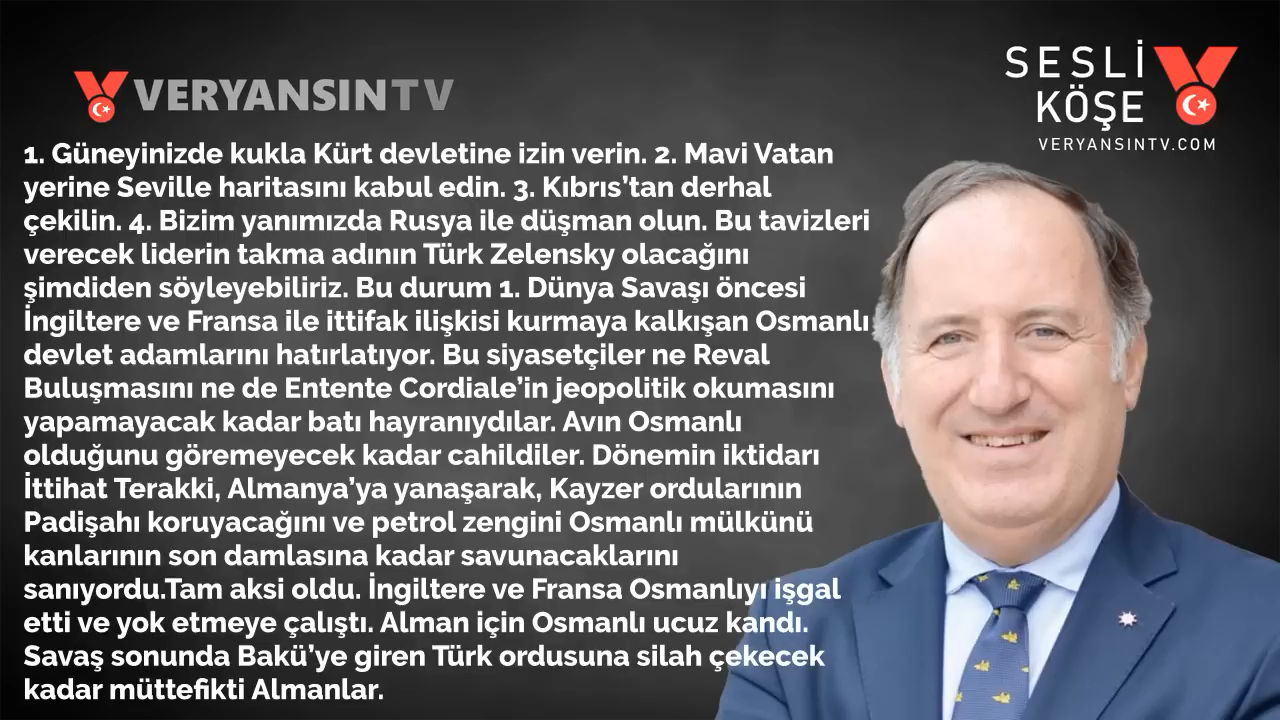 VERYANSINTV
SESLİ
KÖŞE
VERYANSINTV.COM
1. Güneyinizde kukla Kürt devletine izin verin. 2. Mavi Vatan
yerine Seville haritasını kabul edin. 3. Kıbrıs’tan derhal
çekilin. 4. Bizim yanımızda Rusya ile düşman olun. Bu tavizleri
verecek liderin takma adının Türk Zelensky olacağını
şimdiden söyleyebiliriz. Bu durum 1. Dünya Savaşı öncesi
İngiltere ve Fransa ile ittifak ilişkisi kurmaya kalkışan Osmanlı
devlet adamlarını hatırlatıyor. Bu siyasetçiler ne Reval
Buluşmasını ne de Entente Cordiale’in jeopolitik okumasını
yapamayacak kadar batı hayranıydılar. Avın Osmanlı
olduğunu göremeyecek kadar cahildiler. Dönemin iktidarı
İttihat Terakki, Almanya’ya yanaşarak, Kayzer ordularının
Padişahı koruyacağını ve petrol zengini Osmanlı mülkünü
kanlarının son damlasına kadar savunacaklarını
sanıyordu.Tam aksi oldu. İngiltere ve Fransa Osmanlıyı işgal
etti ve yok etmeye çalıştı. Alman için Osmanlı ucuz kandı.
Savaş sonunda Bakü’ye giren Türk ordusuna silah çekecek
kadar müttefikti Almanlar.